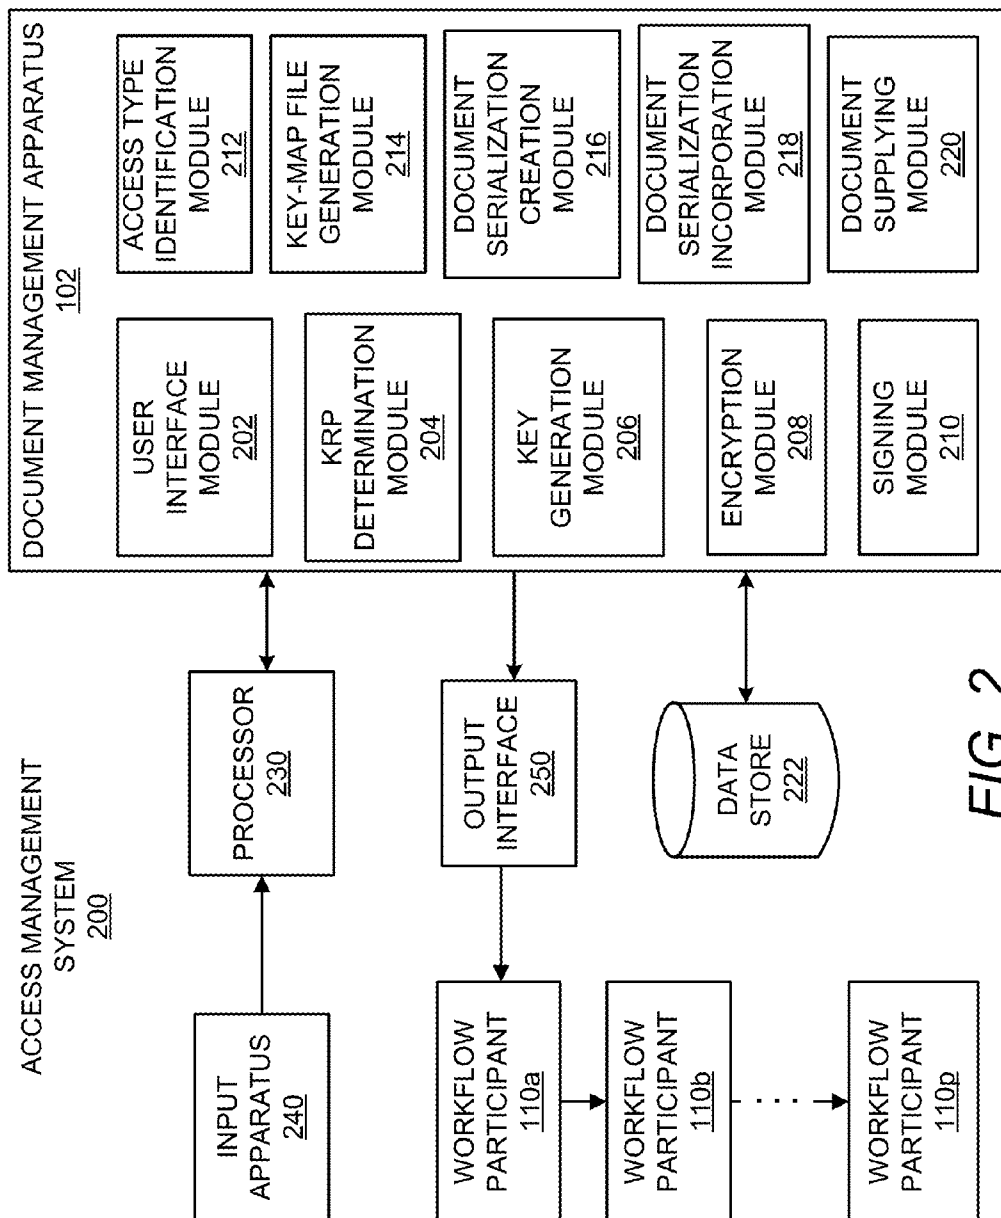 ACCESS MANAGEMENT
SYSTEM
200
DOCUMENT MANAGEMENT APPARATUS
102
INPUT
APPARATUS
240
PROCESSOR
230
USER
INTERFACE
MODULE
202
ACCESS TYPE
IDENTIFICATION
MODULE
212
KRP
DETERMINATION
MODULE
204
KEY-MAP FILE
GENERATION
MODULE
214
WORKFLOW
PARTICIPANT
110a
OUTPUT
INTERFACE
250
KEY
GENERATION
MODULE
206
DOCUMENT
SERIALIZATION
CREATION
MODULE
216
WORKFLOW
PARTICIPANT
110b
DATA
STORE
222
ENCRYPTION
MODULE
208
DOCUMENT
SERIALIZATION
INCORPORATION
MODULE
218
. . .
WORKFLOW
PARTICIPANT
110p
SIGNING
MODULE
210
DOCUMENT
SUPPLYING
MODULE
220
FIG. 2